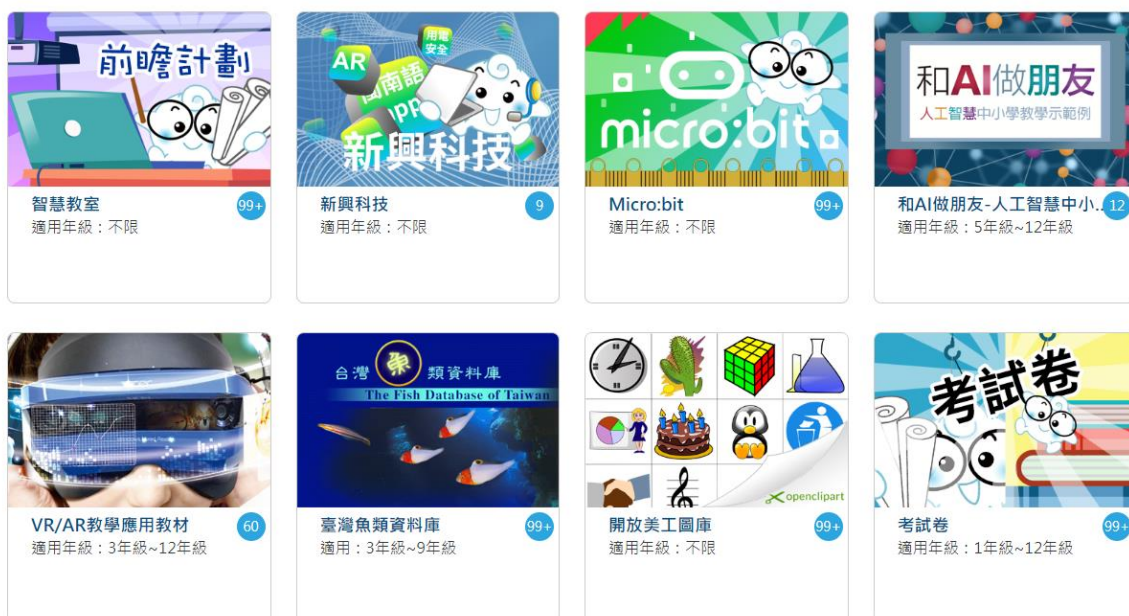 前瞻計劃
智慧教室
99+
適用年級：不限
AR
用電
安全
閩南語
APP
新興科技
新興科技
9
適用年級：不限
micro:bit
Micro:bit
99+
適用年級：不限
和AI做朋友
人工智慧中小學教學示範例
和AI做朋友-人工智慧中小...
12
適用年級：5年級~12年級
VR/AR教學應用教材
60
適用年級：3年級~12年級
台灣 魚 類資料庫
The Fish Database of Taiwan
臺灣魚類資料庫
99+
適用：3年級~9年級
openclipart
開放美工圖庫
99+
適用年級：不限
考試卷
考試卷
99+
適用年級：1年級~12年級